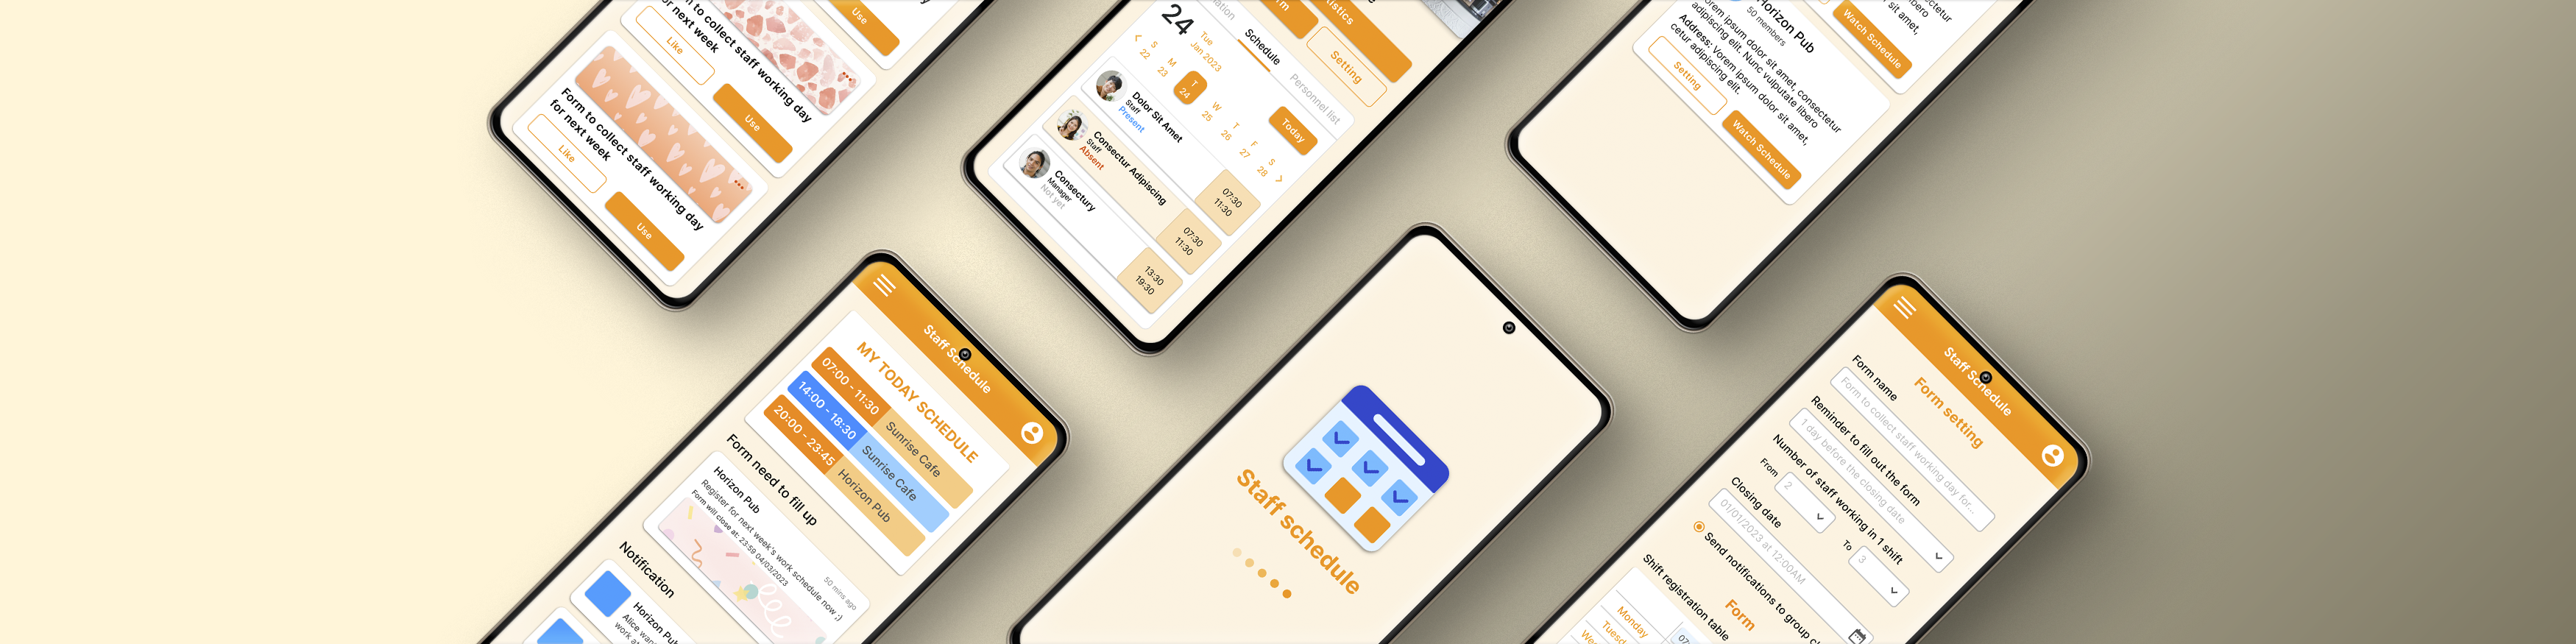 Use
for next week
Form to collect staff working day
for next week
Like
Use
Form to collect staff working day
for next week
Like
Use
24
Tue
Jan 2023
Schedule
Personnel list
Setting
Today
S
22
M
23
T
24
W
25
T
26
F
27
S
28
Dolor Sit Amet
Staff
Present
07:30
11:30
Consectur Adipiscing
Staff
Absent
07:30
11:30
Consectury
Manager
Not yet
13:30
19:30
Watch Schedule
Horizon Pub
50 members
Lorem ipsum dolor sit amet, consectetur
adipiscing elit. Nunc vulputate libero
Address: Vorem ipsum dolor sit amet,
cetur adipiscing elit.
Setting
Watch Schedule
Staff Schedule
MY TODAY SCHEDULE
07:00 - 11:30
Sunrise Cafe
14:00 - 18:30
Sunrise Cafe
20:00 - 23:45
Horizon Pub
Form need to fill up
Horizon Pub
50 mins ago
Register for next week's work schedule now ;)
Form will close at: 23:59 04/03/2023
Notification
Horizon Pub
Alice
work
Staff schedule
Staff Schedule
Form setting
Form name
Form to collect staff working day for...
Reminder to fill out the form
1 day before the closing date
Number of staff working in 1 shift
From
2
To
3
Closing date
01/01/2023 at 12:00AM
Send notifications to group
Form
Shift registration table
Monday